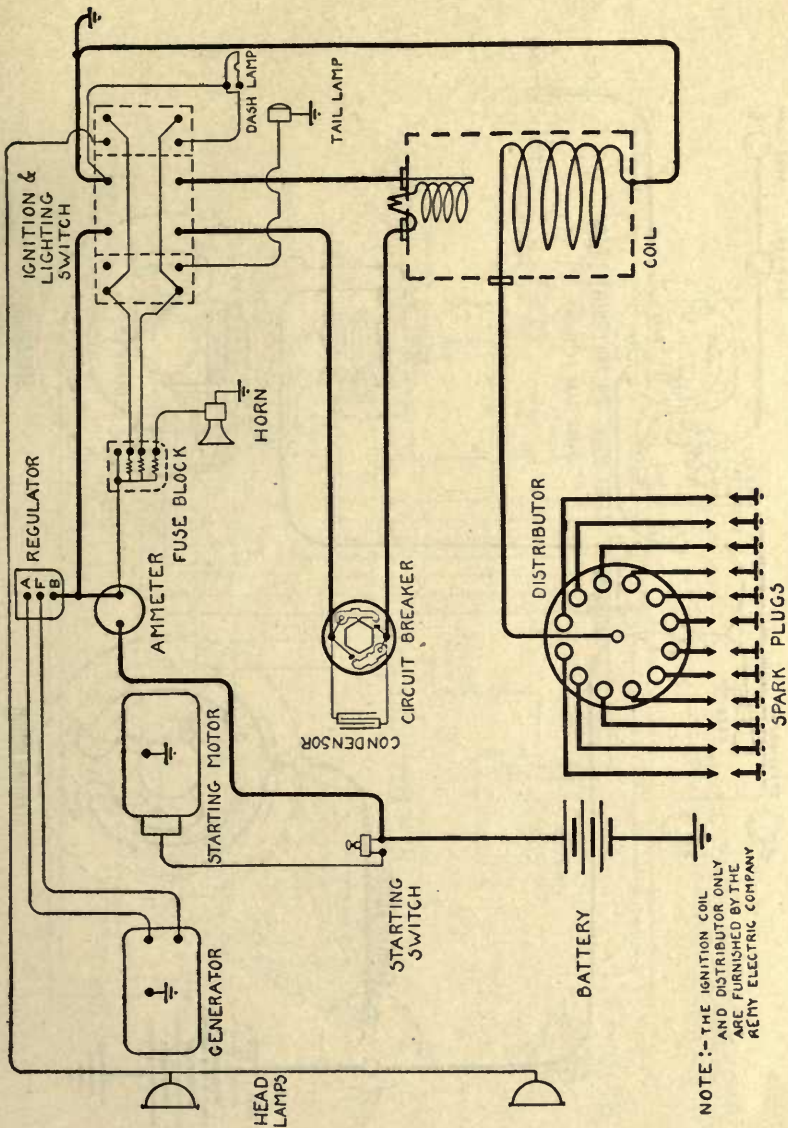 HEAD
LAMPS
GENERATOR
STARTING MOTOR
REGULATOR
A
F
B
AMMETER
FUSE BLOCK
HORN
IGNITION &
LIGHTING
SWITCH
DASH LAMP
TAIL LAMP
STARTING
SWITCH
CONDENSOR
CIRCUIT BREAKER
COIL
BATTERY
DISTRIBUTOR
SPARK PLUGS
NOTE:- THE IGNITION COIL
AND DISTRIBUTOR ONLY
ARE FURNISHED BY THE
REMY ELECTRIC COMPANY